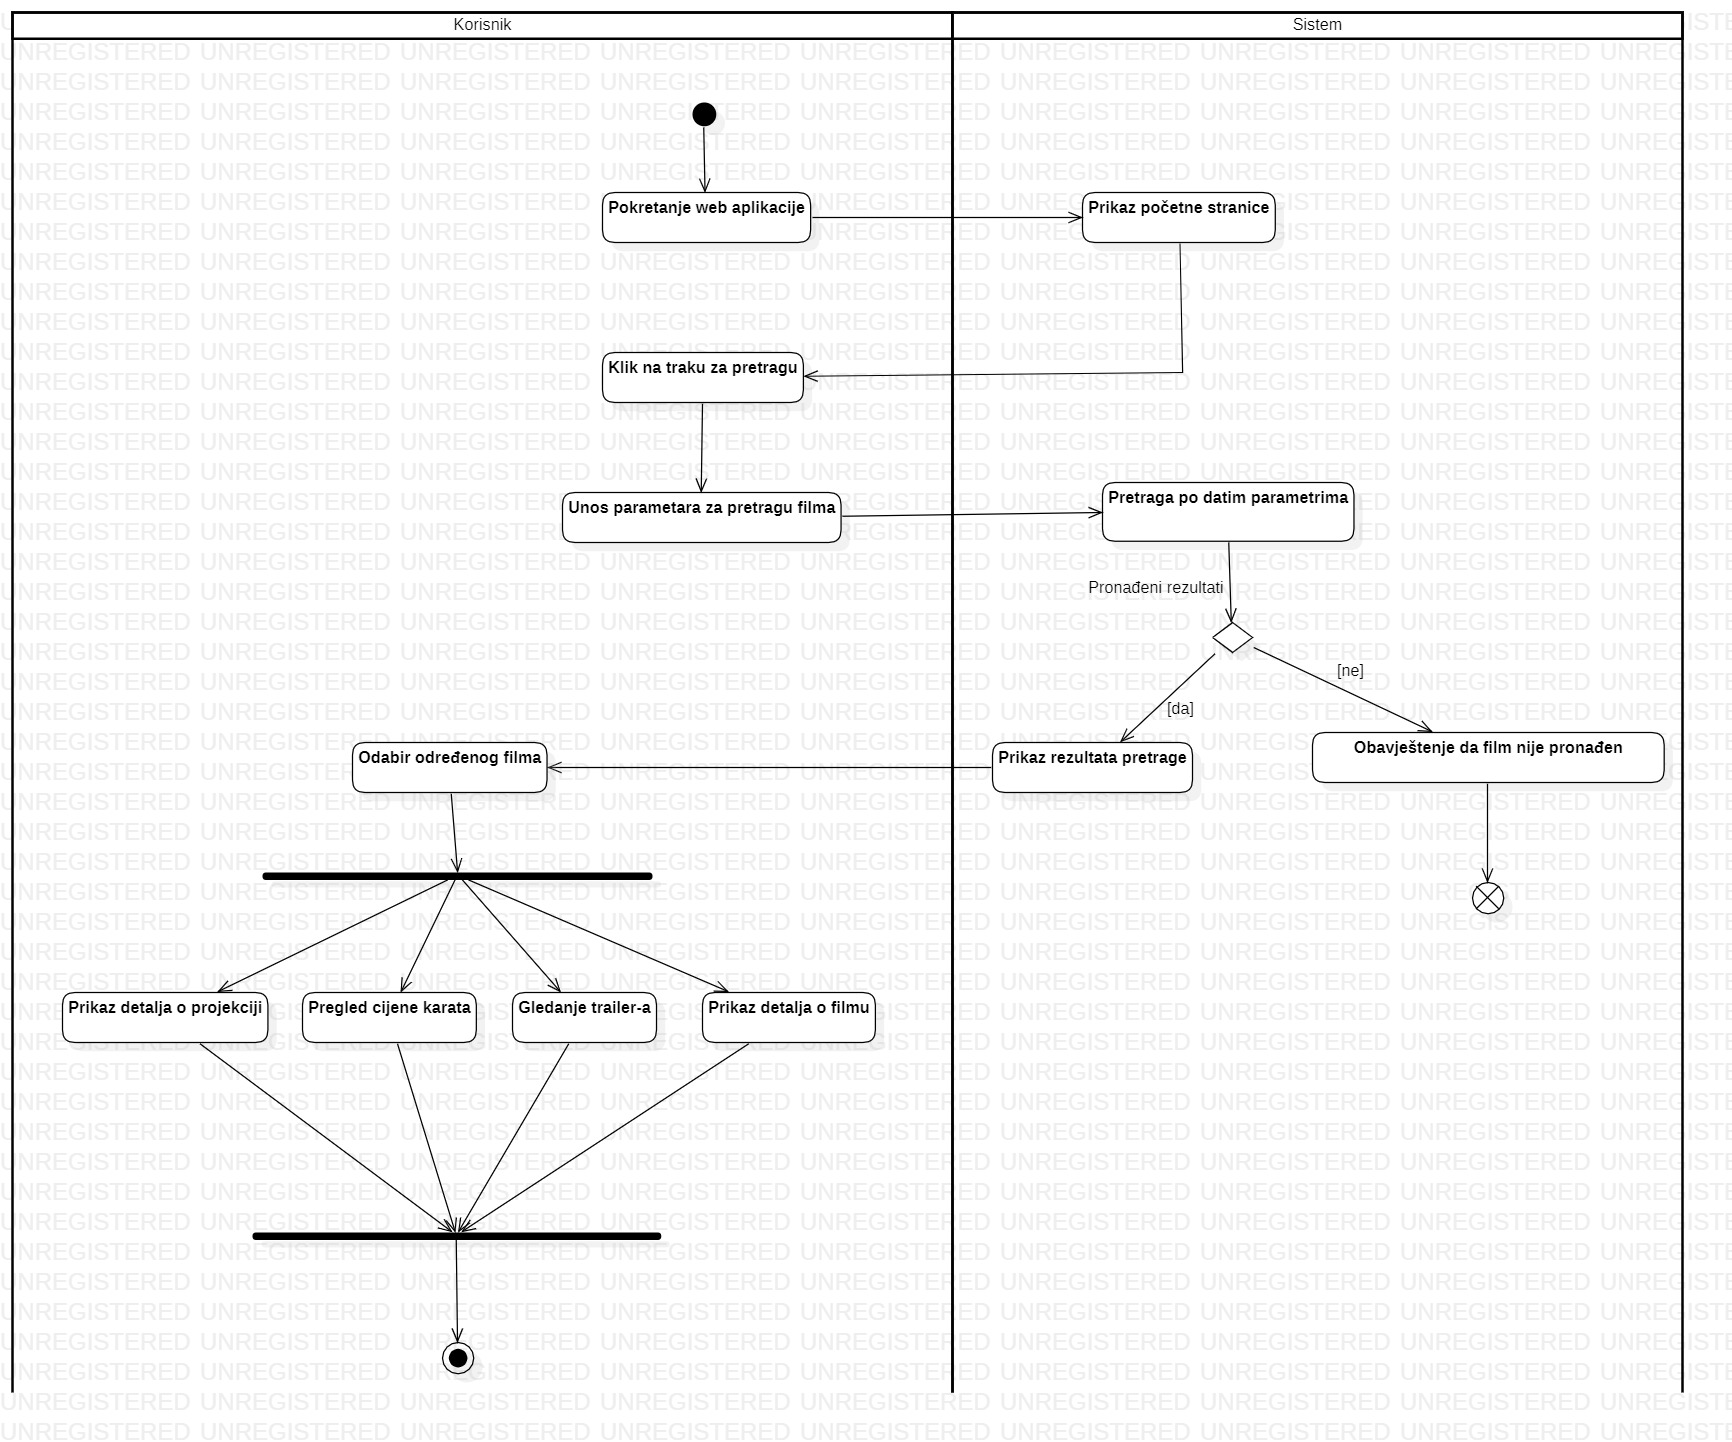 Korisnik
Sistem
Pokretanje web aplikacije
Prikaz početne stranice
Klik na traku za pretragu
Unos parametara za pretragu filma
Pretraga po datim parametrima
Pronađeni rezultati
[ne]
[da]
Odabir određenog filma
Prikaz rezultata pretrage
Obavještenje da film nije pronađen
Prikaz detalja o projekciji
Pregled cijene karata
Gledanje trailer-a
Prikaz detalja o filmu
UNREGISTERED